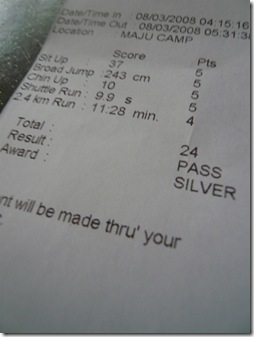 Date/Time In : 08/03/2008 04:15:16
Date/Time Out : 08/03/2008 05:31:3
Location : MAJU CAMP
Score Pts
Sit Up : 37 5
Broad Jump : 243 cm 5
Chin Up : 10 5
Shuttle Run : 9.9 s 5
2.4 km Run : 11:28 min. 4
Total : 24
Result : PASS
Award : SILVER
nt will be made thru' your